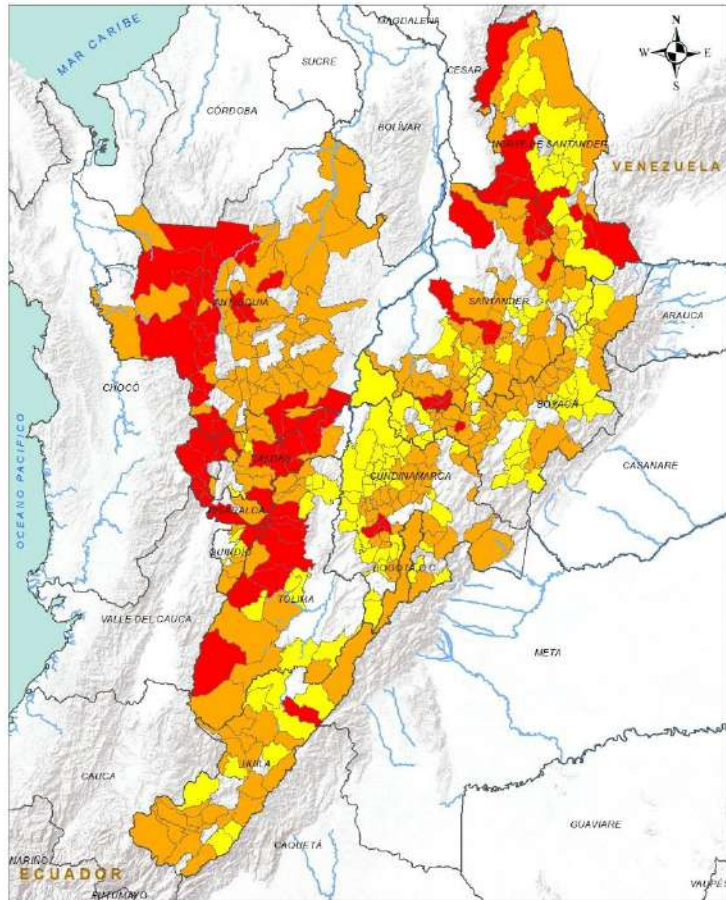 MAGDALENA
N
MAR CARIBE
SUCRE
CESAR
W E
S
CÓRDOBA
BOLÍVAR
NORTE DE SANTANDER
VENEZUELA
ANTIOQUIA
SANTANDER
ARAUCA
CHOCÓ
BOYACÁ
CALDAS
CUNDINAMARCA
CASANARE
OCEANO PACIFICO
RISARALDA
QUINDÍO
BOGOTÁ D.C.
TOLIMA
VALLE DEL CAUCA
META
HUILA
CAUCA
GUAVIARE
CAQUETÁ
NARIÑO
ECUADOR
PUTUMAYO
VAUPÉS